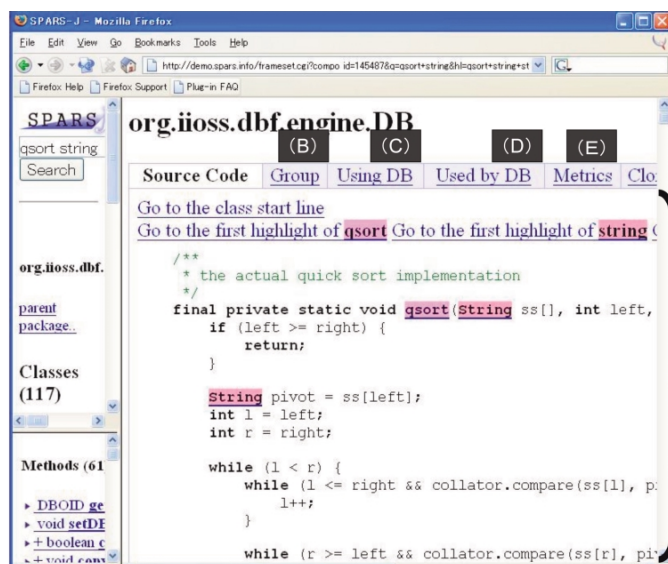 SPARS-J - Mozilla Firefox
File Edit View Go Bookmarks Tools Help
http://demo.spars.info/frameset.cgi?compo id=145487&q=qsort+string&hl=qsort+string+st
G
Firefox Help Firefox Support Plug-in FAQ
SPARS
qsort string
Search
org.iioss.dbf.
parent
package..
Classes
(117)
Methods (61
DBOID ge
void setDB
+ boolean c
+ void conv
org.iioss.dbf.engine.DB
(B) (C) (D) (E)
Source Code Group Using DB Used by DB Metrics Clo
Go to the class start line
Go to the first highlight of qsort Go to the first highlight of string G
/**
* the actual quick sort implementation
*/
final private static void qsort(String ss[], int left,
if (left >= right) {
return;
}
String pivot = ss[left];
int l = left;
int r = right;
while (l < r) {
while (l <= right && collator.compare(ss[l], pi
l++;
}
while (r >= left && collator.compare(ss[r], piv